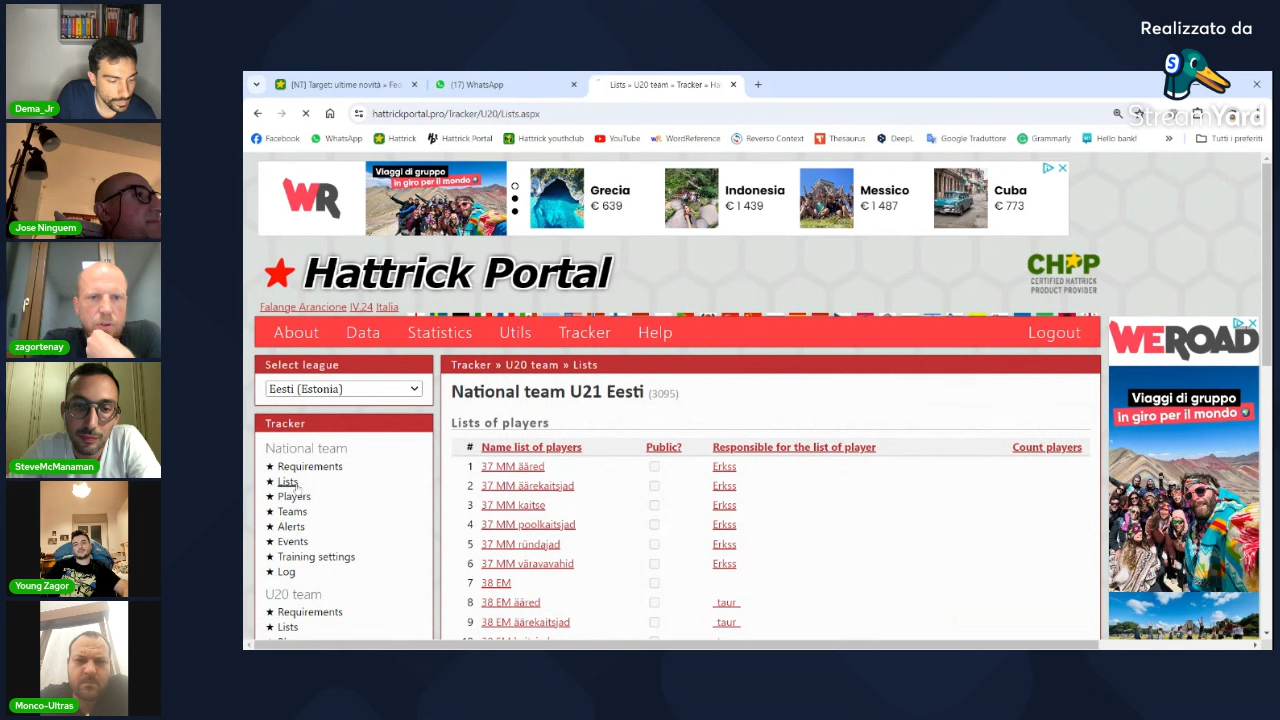 Dema_Jr
Jose Ninguem
zagortenay
SteveMcManaman
Young Zagor
Monco-Ultras
Realizzato da
StreamYard
[NT] Target: ultime novità » Fed
(17) WhatsApp
Lists » U20 team » Tracker » Hat
hattrickportal.pro/Tracker/U20/Lists.aspx
Facebook WhatsApp Hattrick Hattrick Portal Hattrick youthclub YouTube WordReference Reverso Context Thesaurus DeepL Google Traduttore Grammarly Hello bank! » Tutti i preferiti
WR
Viaggi di gruppo
in giro per il mondo
Grecia
€ 639
Indonesia
€ 1 439
Messico
€ 1 487
Cuba
€ 773
Hattrick Portal
CHPP
CERTIFIED HATTRICK
PRODUCT PROVIDER
Falange Arancione IV.24 Italia
About Data Statistics Utils Tracker Help Logout
Select league
Eesti (Estonia)
Tracker
National team
Requirements
Lists
Players
Teams
Alerts
Events
Training settings
Log
U20 team
Requirements
Lists
Tracker » U20 team » Lists
National team U21 Eesti (3095)
Lists of players
# Name list of players Public? Responsible for the list of player Count players
1 37 MM ääred Erkss
2 37 MM äärekaitsjad Erkss
3 37 MM kaitse Erkss
4 37 MM poolkaitsjad Erkss
5 37 MM ründajad Erkss
6 37 MM väravavahid Erkss
7 38 EM
8 38 EM ääred _taur_
9 38 EM äärekaitsjad _taur_
WEROAD
Viaggi di gruppo
in giro per il mondo